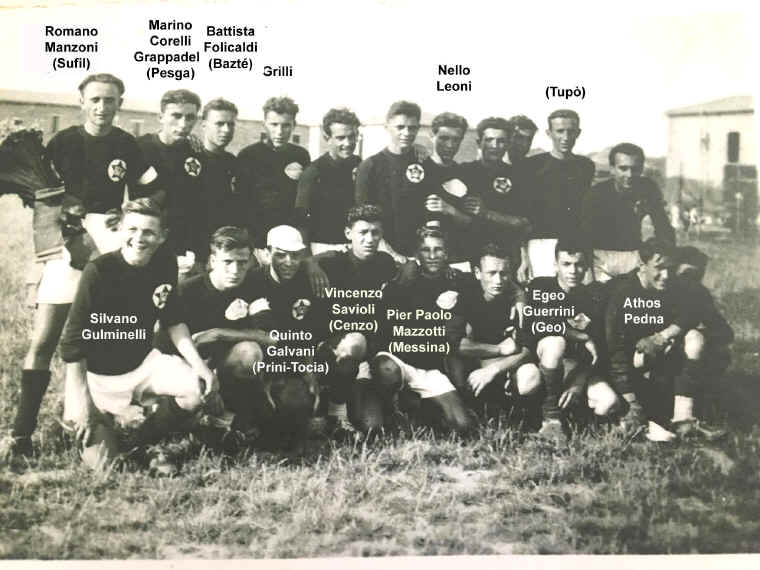 Romano
Manzoni
(Sufil)
Marino
Corelli
Grappadel
(Pesga)
Battista
Folicaldi
(Bazté)
Grilli
Nello
Leoni
(Tupò)
Silvano
Gulminelli
Quinto
Galvani
(Prini-Tocia)
Vincenzo
Savioli
(Cenzo)
Pier Paolo
Mazzotti
(Messina)
Egeo
Guerrini
(Geo)
Athos
Pedna